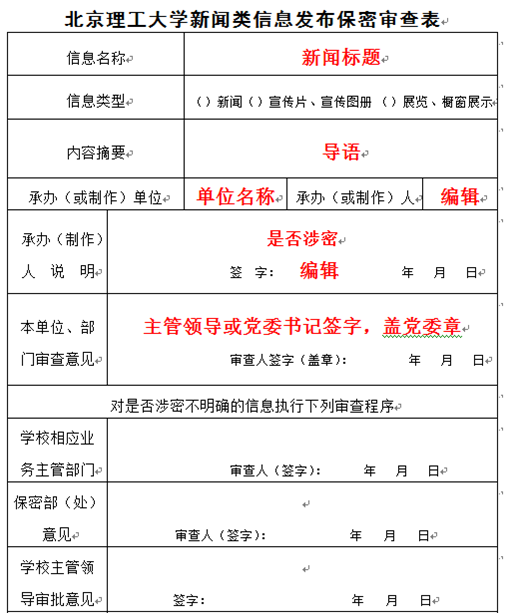 北京理工大学新闻类信息发布保密审查表
信息名称 新闻标题
信息类型 （）新闻（）宣传片、宣传图册（）展览、橱窗展示
内容摘要 导语
承办（或制作）单位 单位名称 承办（或制作）人 编辑
承办（制作） 是否涉密
人 说 明 签 字： 编辑 年 月 日
本单位、部 主管领导或党委书记签字，盖党委章
门审查意见 审查人签字（盖章）： 年 月 日
对是否涉密不明确的信息执行下列审查程序
学校相应业
务主管部门 审查人（签字）： 年 月 日
保密部（处）
意见 审查人（签字）： 年 月 日
学校主管领
导审批意见 签字： 年 月 日